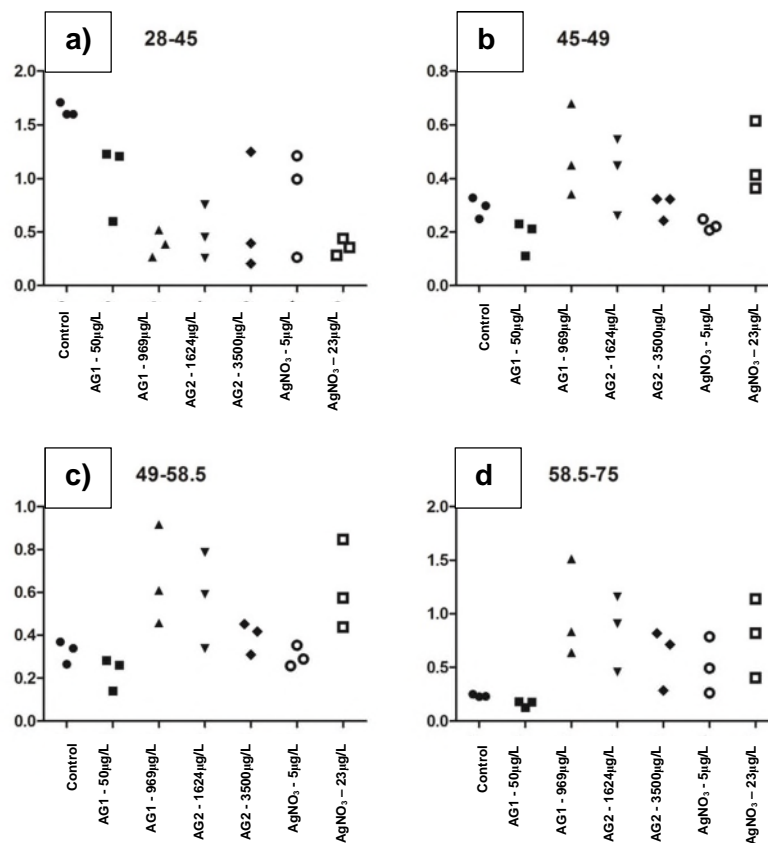 a) 28-45
2.0
1.5
1.0
0.5
0.0
Control
AG1 - 50µg/L
AG1 - 969µg/L
AG2 - 1624µg/L
AG2 - 3500µg/L
AgNO₃ - 5µg/L
AgNO₃ – 23µg/L
b 45-49
0.8
0.6
0.4
0.2
0.0
Control
AG1 - 50µg/L
AG1 - 969µg/L
AG2 - 1624µg/L
AG2 - 3500µg/L
AgNO₃ - 5µg/L
AgNO₃ – 23µg/L
c) 49-58.5
1.0
0.8
0.6
0.4
0.2
0.0
Control
AG1 - 50µg/L
AG1 - 969µg/L
AG2 - 1624µg/L
AG2 - 3500µg/L
AgNO₃ - 5µg/L
AgNO₃ – 23µg/L
d 58.5-75
2.0
1.5
1.0
0.5
0.0
Control
AG1 - 50µg/L
AG1 - 969µg/L
AG2 - 1624µg/L
AG2 - 3500µg/L
AgNO₃ - 5µg/L
AgNO₃ – 23µg/L